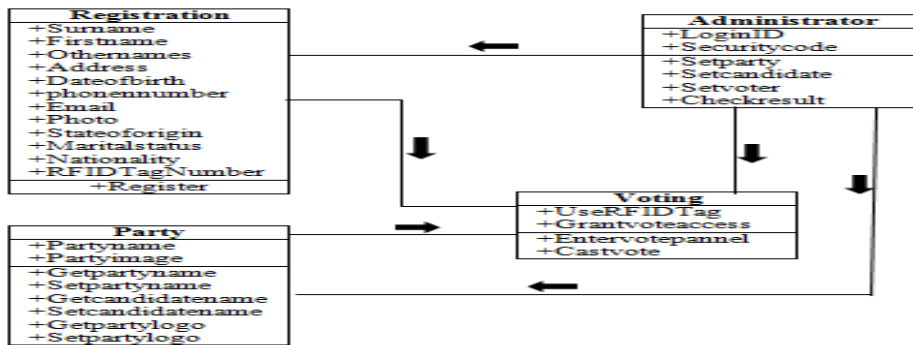 Registration
+Surname
+Firstname
+Othernames
+Address
+Dateofbirth
+phonennumber
+Email
+Photo
+Stateoforigin
+Maritalstatus
+Nationality
+RFIDTagNumber
+Register
Administrator
+LoginID
+Securitycode
+Setparty
+Setcandidate
+Setvoter
+Checkresult
Voting
+UseRFIDTag
+Grantvoteaccess
+Entervotepannel
+Castvote
Party
+Partyname
+Partyimage
+Getpartyname
+Setpartyname
+Getcandidatename
+Setcandidatename
+Getpartylogo
+Setpartylogo